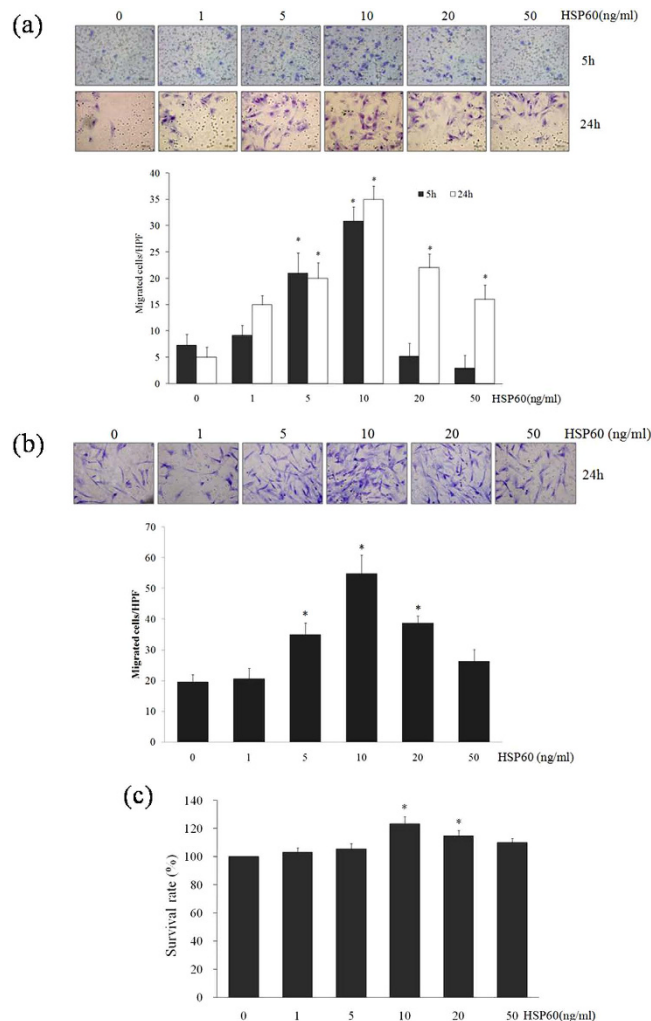 (a)
0 1 5 10 20 50 HSP60(ng/ml)
5h
24h
40
35
30
25
20
15
10
5
0
Migrated cells/HPF
5h 24h
* * * * * *
0 1 5 10 20 50 HSP60(ng/ml)
(b)
0 1 5 10 20 50 HSP60 (ng/ml)
24h
70
60
50
40
30
20
10
0
Migrated cells/HPF
* * *
0 1 5 10 20 50 HSP60 (ng/ml)
(c)
140
120
100
80
60
40
20
0
Survival rate (%)
* *
0 1 5 10 20 50 HSP60(ng/ml)